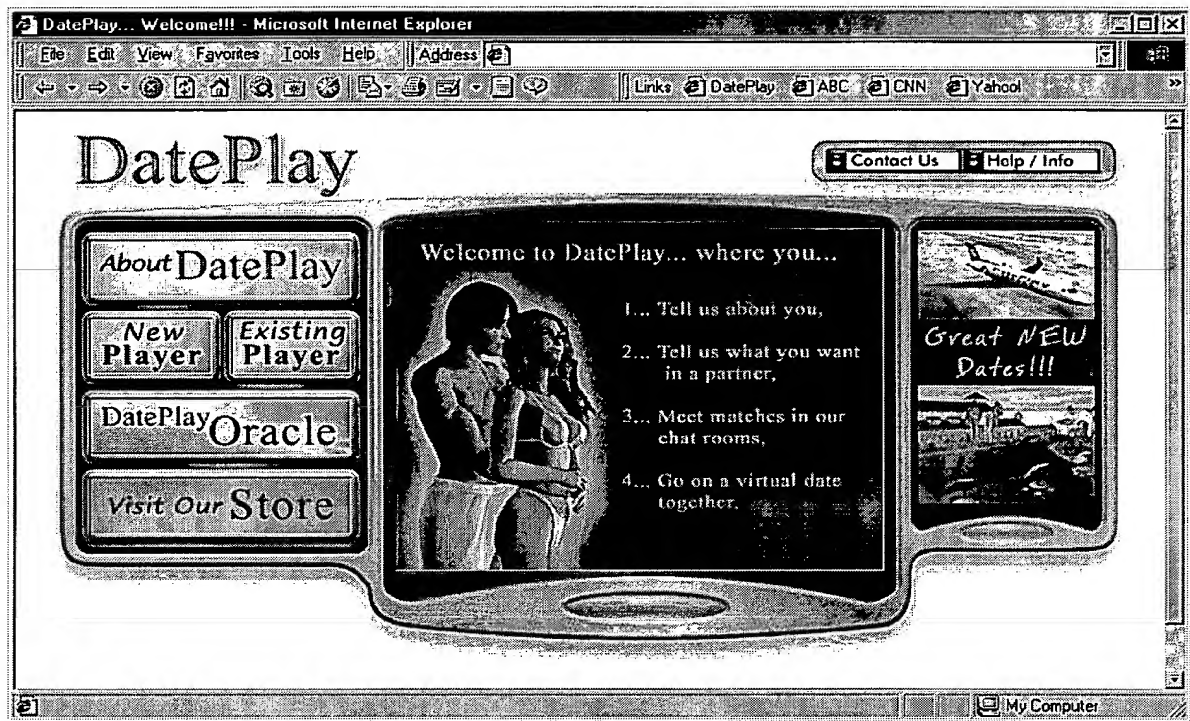 DatePlay... Welcome!!! - Microsoft Internet Explorer
File Edit View Favorites Tools Help Address
Links DatePlay ABC CNN Yahoo! »
DatePlay
Contact Us Help / Info
About DatePlay
New Player
Existing Player
DatePlay Oracle
Visit Our Store
Welcome to DatePlay... where you...
1... Tell us about you,
2... Tell us what you want
in a partner,
3... Meet matches in our
chat rooms,
4... Go on a virtual date
together.
Great NEW
Dates!!!
My Computer